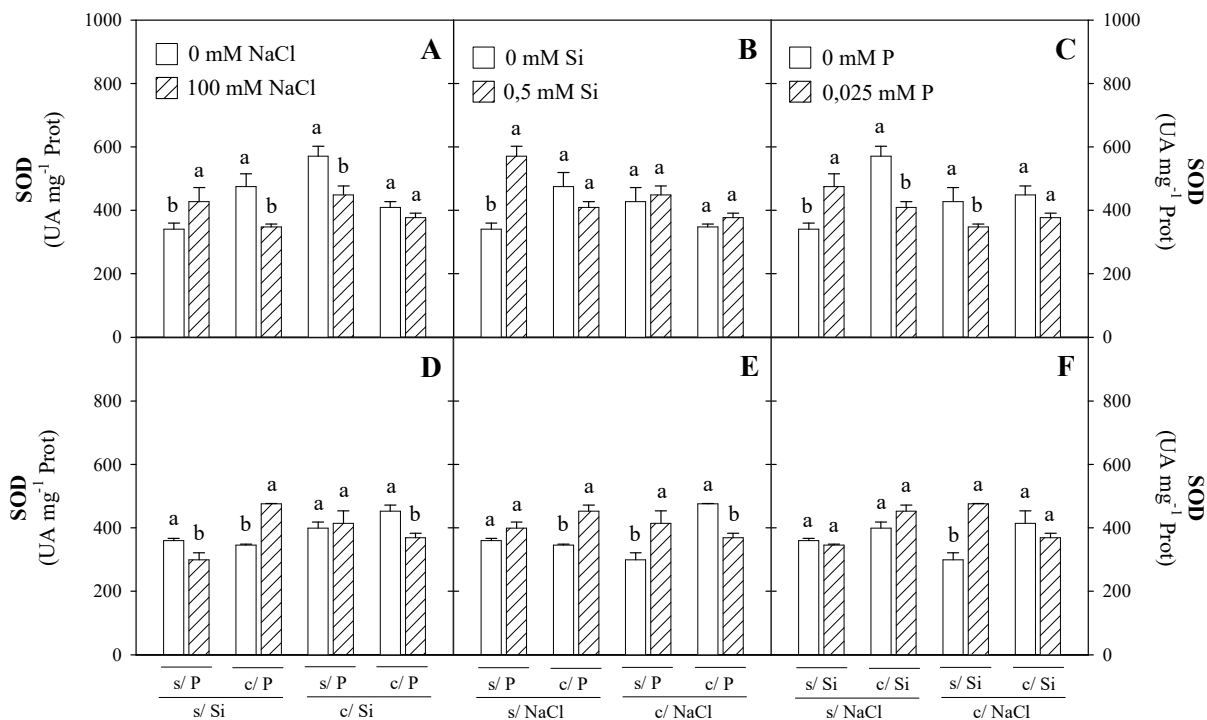 1000
800
600
400
200
0
SOD
(UA mg⁻¹ Prot)
A
0 mM NaCl
100 mM NaCl
b a a b a b a a
B
0 mM Si
0,5 mM Si
b a a a a a a a
C
0 mM P
0,025 mM P
b a a b a b a a
1000
800
600
400
200
0
SOD
(UA mg⁻¹ Prot)
800
600
400
200
0
SOD
(UA mg⁻¹ Prot)
D
a b b a a a a b
E
a a b a b a a b
F
a a a a b a a a
800
600
400
200
0
SOD
(UA mg⁻¹ Prot)
s/ P c/ P s/ P c/ P s/ P c/ P s/ P c/ P s/ Si c/ Si s/ Si c/ Si
s/ Si c/ Si s/ NaCl c/ NaCl s/ NaCl c/ NaCl